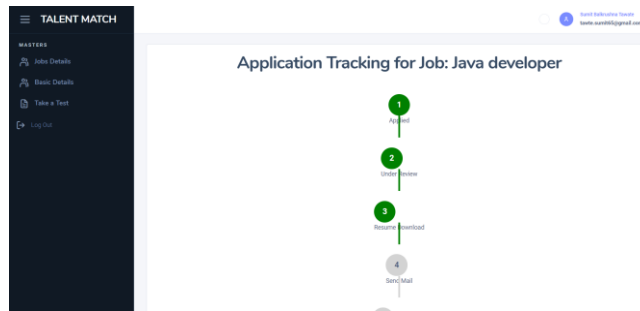 TALENT MATCH
MASTERS
Jobs Details
Basic Details
Take a Test
Log Out
A
Application Tracking for Job: Java developer
1
Applied
2
Under Review
3
Resume Download
4
Send Mail